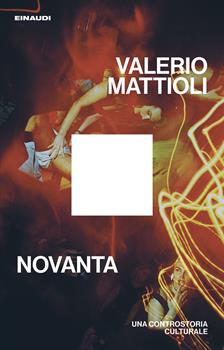 EINAUDI
VALERIO
MATTIOLI
NOVANTA
UNA CONTROSTORIA
CULTURALE